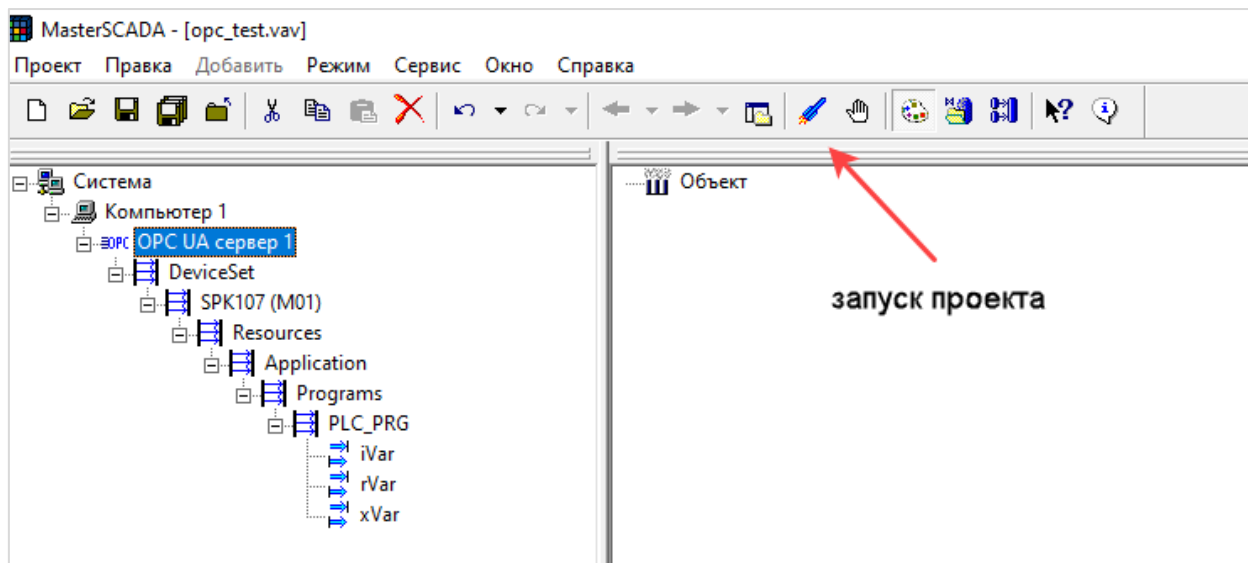 MasterSCADA - [opc_test.vav]
Проект Правка Добавить Режим Сервис Окно Справка
Система
Компьютер 1
OPC OPC UA сервер 1
DeviceSet
SPK107 (M01)
Resources
Application
Programs
PLC_PRG
iVar
rVar
xVar
Объект
запуск проекта